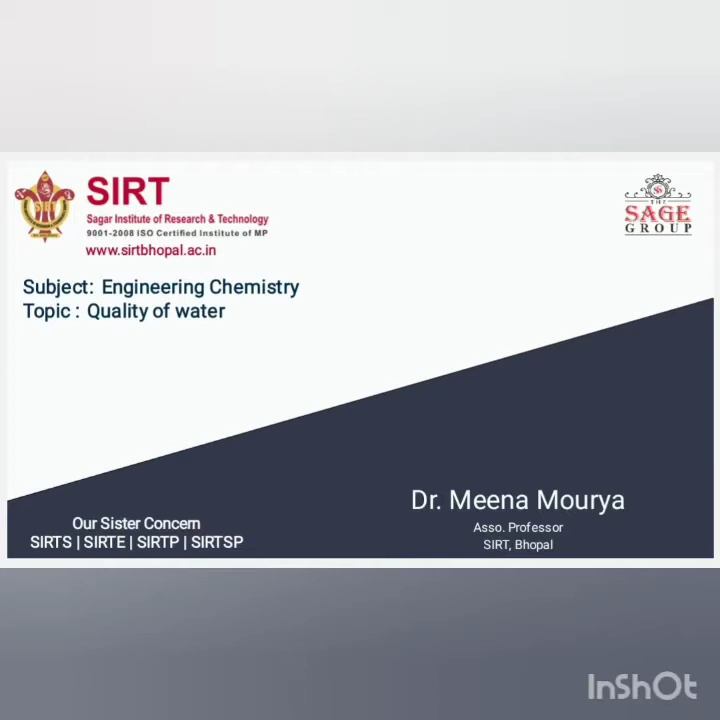 SIRT
Sagar Institute of Research & Technology
9001-2008 ISO Certified Institute of MP
www.sirtbhopal.ac.in
THE
SAGE
GROUP
Subject: Engineering Chemistry
Topic : Quality of water
Dr. Meena Mourya
Asso. Professor
SIRT, Bhopal
Our Sister Concern
SIRTS | SIRTE | SIRTP | SIRTSP
InShOt